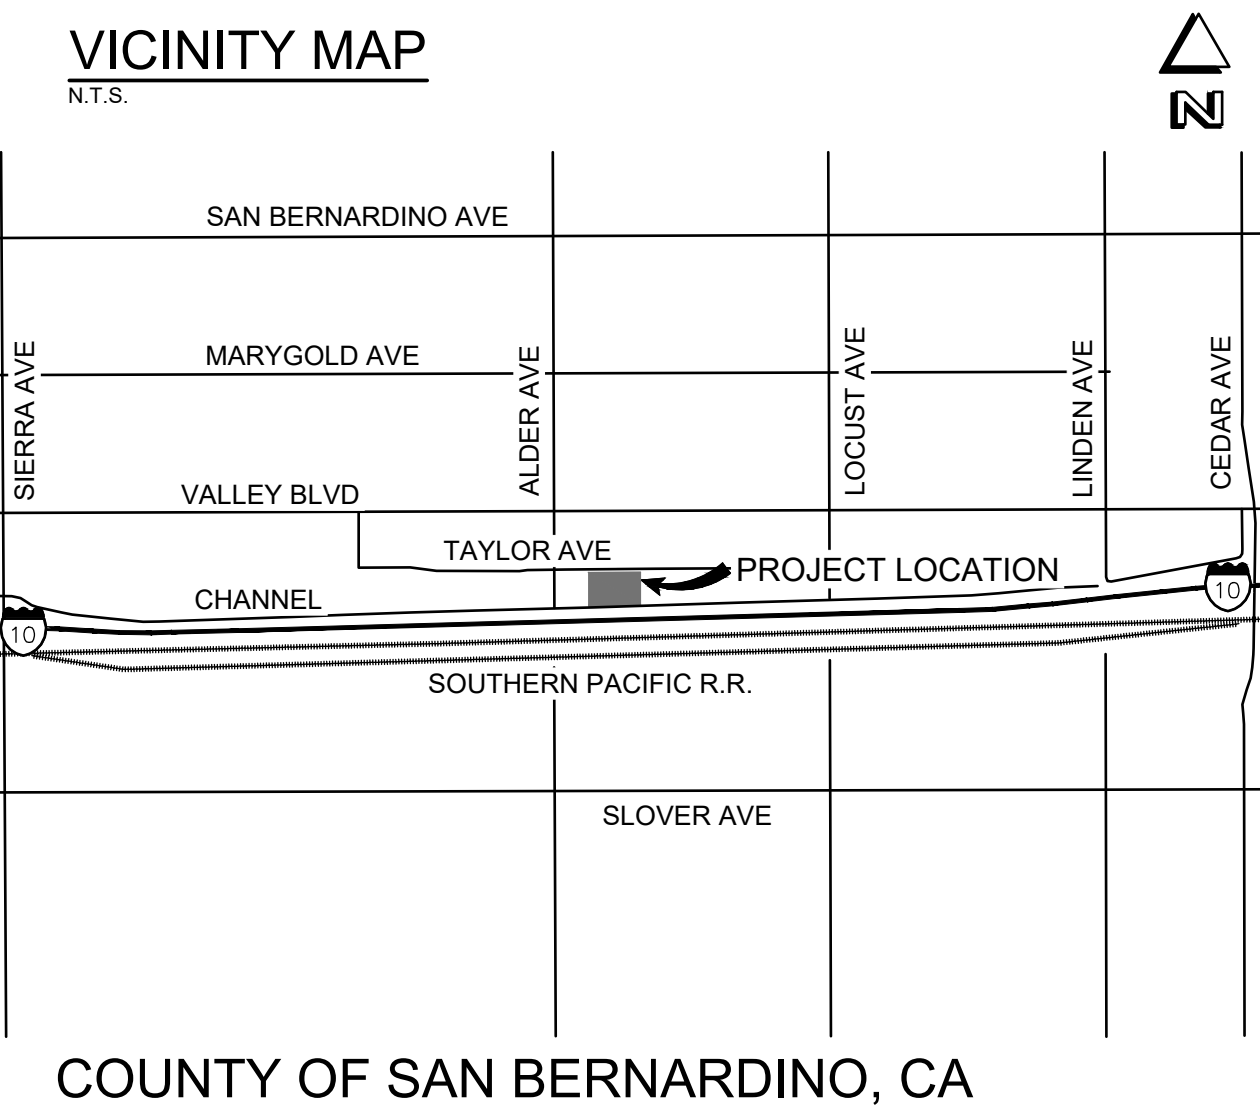 VICINITY MAP
N.T.S.
N
SAN BERNARDINO AVE
MARYGOLD AVE
SIERRA AVE
ALDER AVE
LOCUST AVE
LINDEN AVE
CEDAR AVE
VALLEY BLVD
TAYLOR AVE
PROJECT LOCATION
CHANNEL
10
10
SOUTHERN PACIFIC R.R.
SLOVER AVE
COUNTY OF SAN BERNARDINO, CA